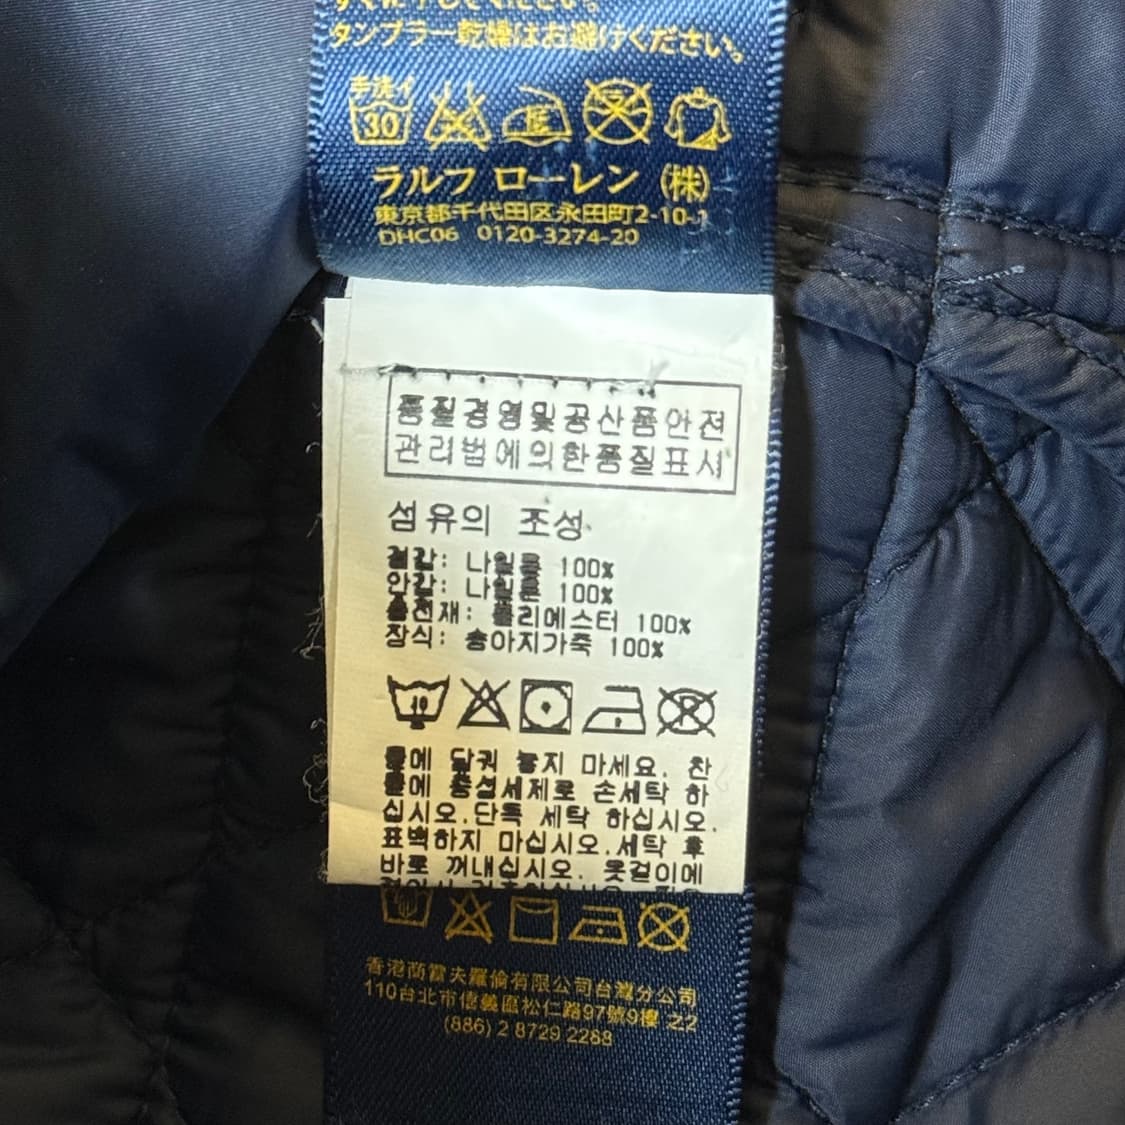 タンブラー乾燥はお避けください。
手洗イ
30
ラルフ ローレン (株)
東京都千代田区永田町2-10-
DHC06 0120-3274-20
품질경영및공산품안전
관리법에의한품질표시
섬유의 조성
겉감: 나일론 100%
안감: 나일론 100%
충전재: 폴리에스터 100%
장식: 송아지가죽 100%
물에 담궈 놓지 마세요. 찬
물에 중성세제로 손세탁 하
십시오.단독 세탁 하십시오.
표백하지 마십시오.세탁 후
바로 꺼내십시오. 옷걸이에
香港商雷夫羅倫有限公司台灣分公司
110台北市信義區松仁路97號9樓 之2
(886) 2 8729 2288